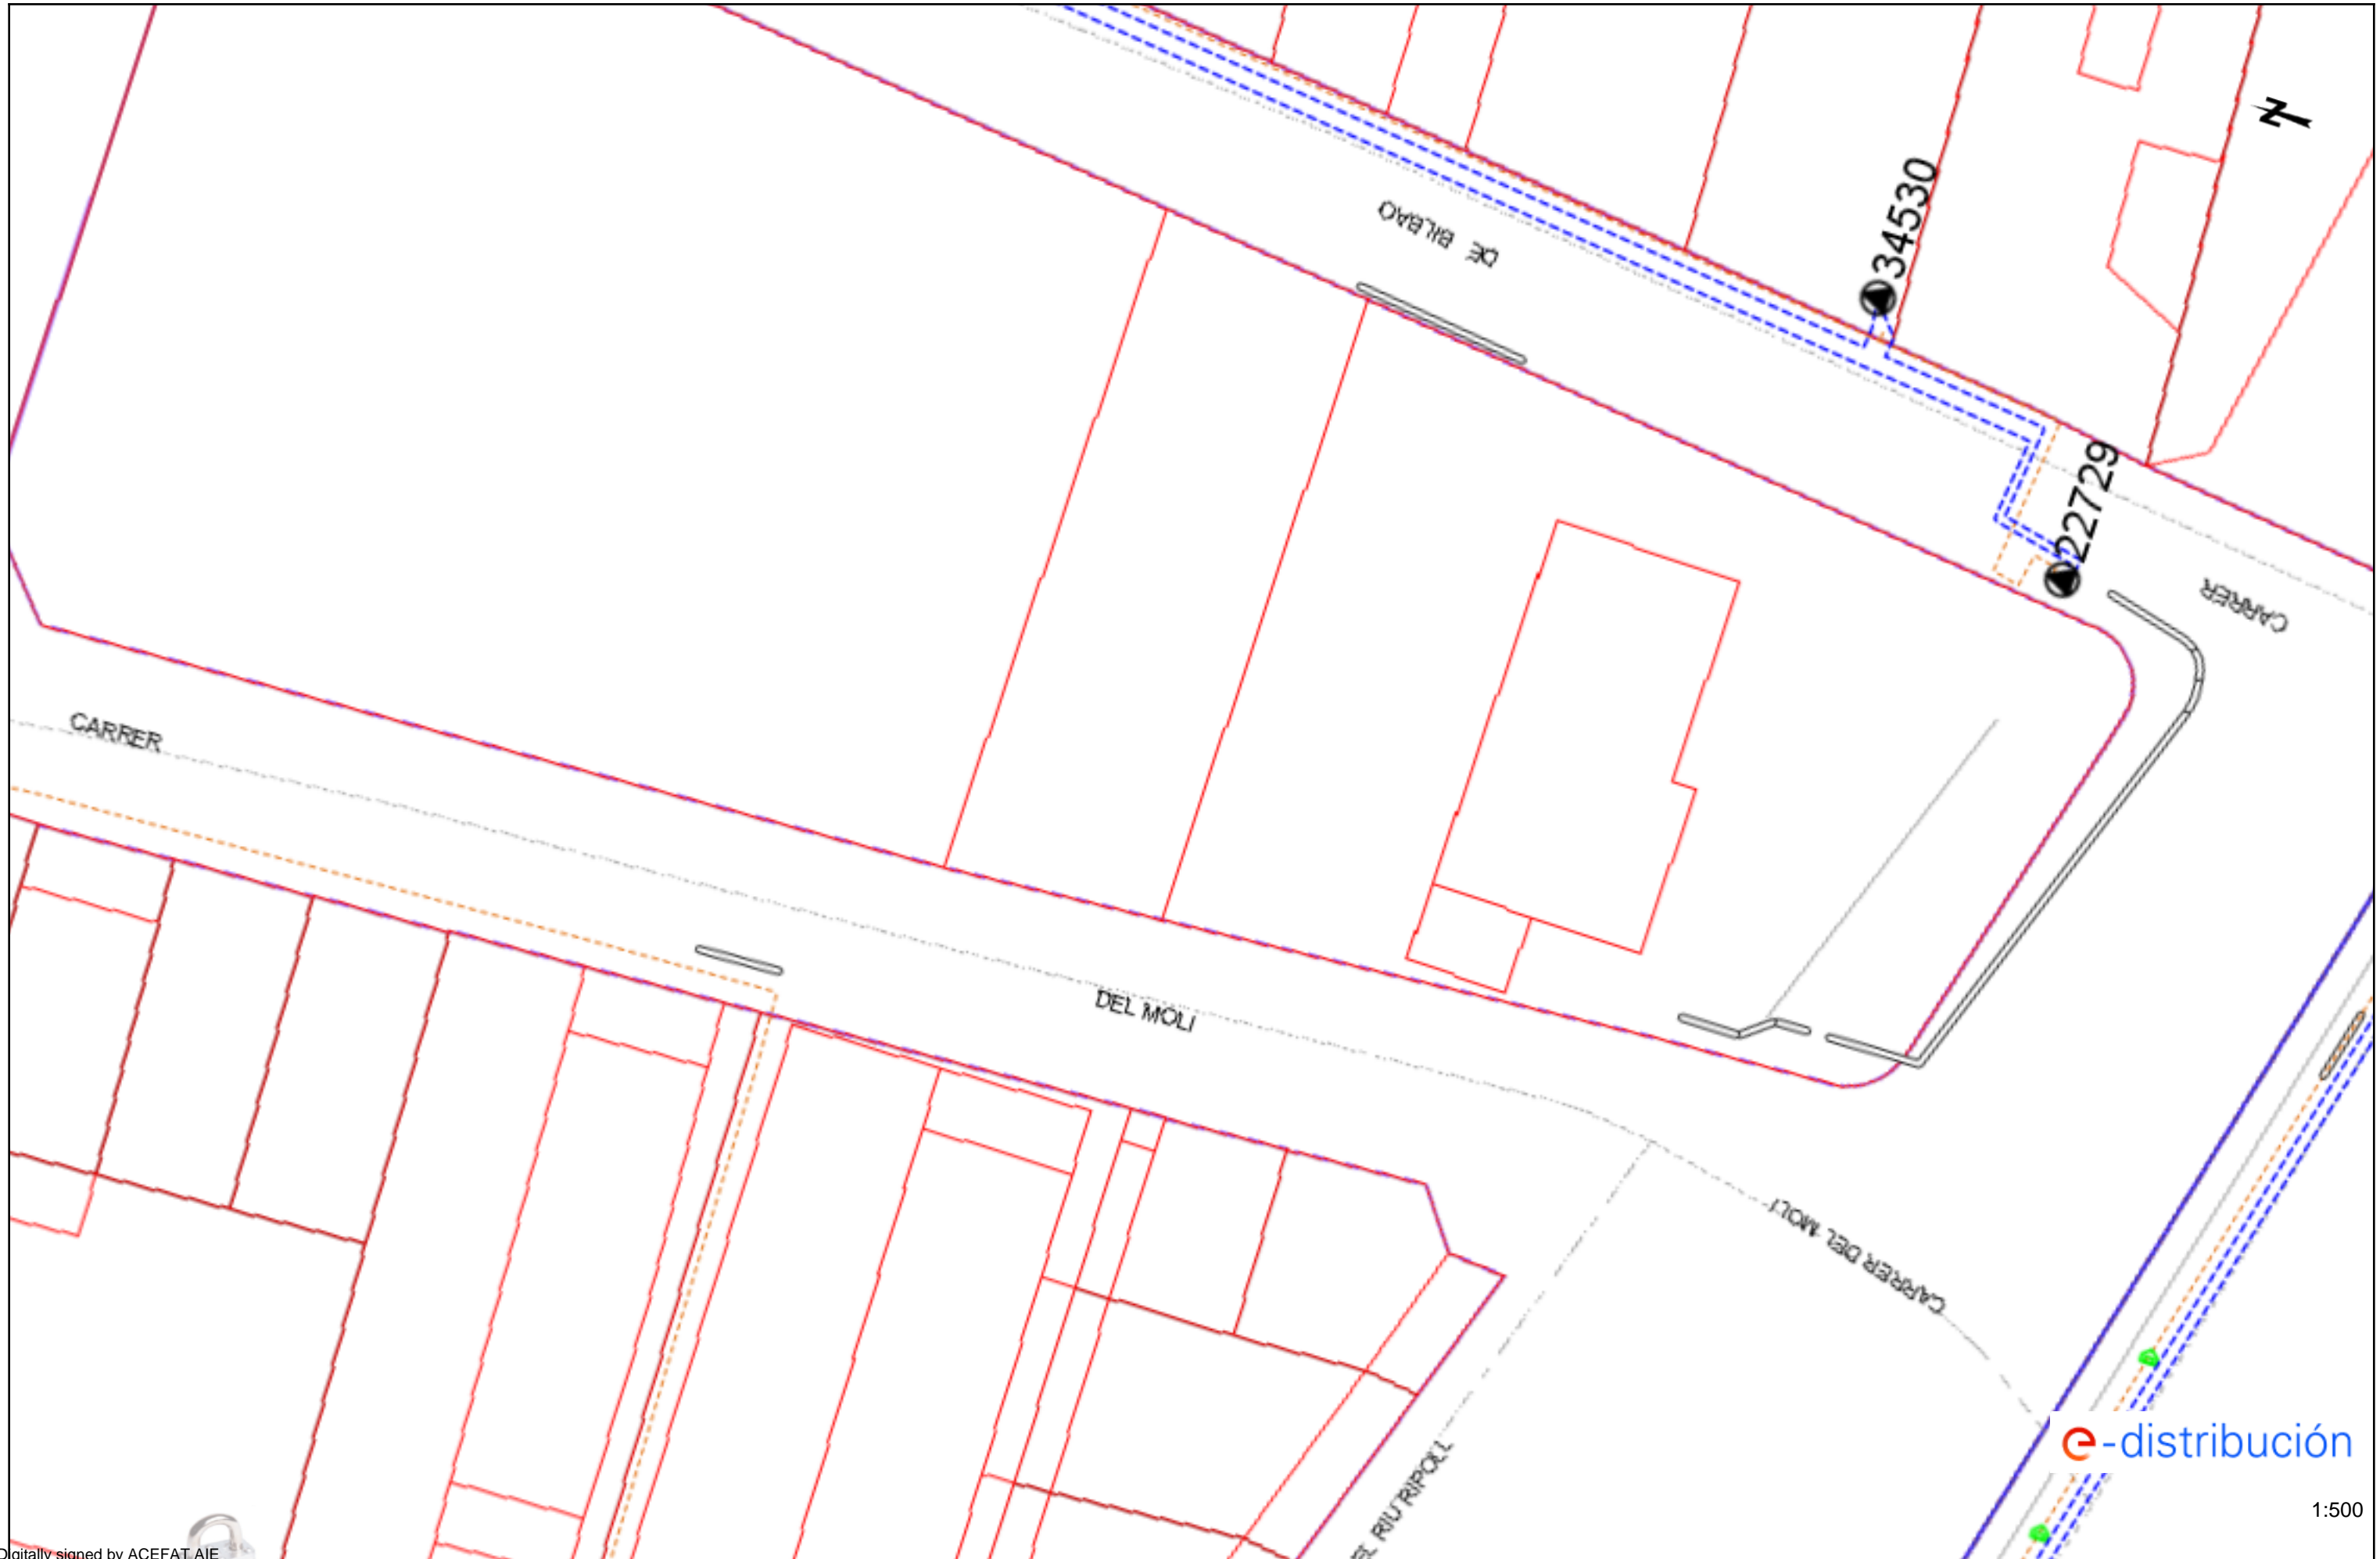 DE BILBAO
34530
22729
CARRER
CARRER
DEL MOLI
CARRER DEL MOLI
RIU RIPOLL
e-distribución
1:500
Digitally signed by ACEFAT AIE